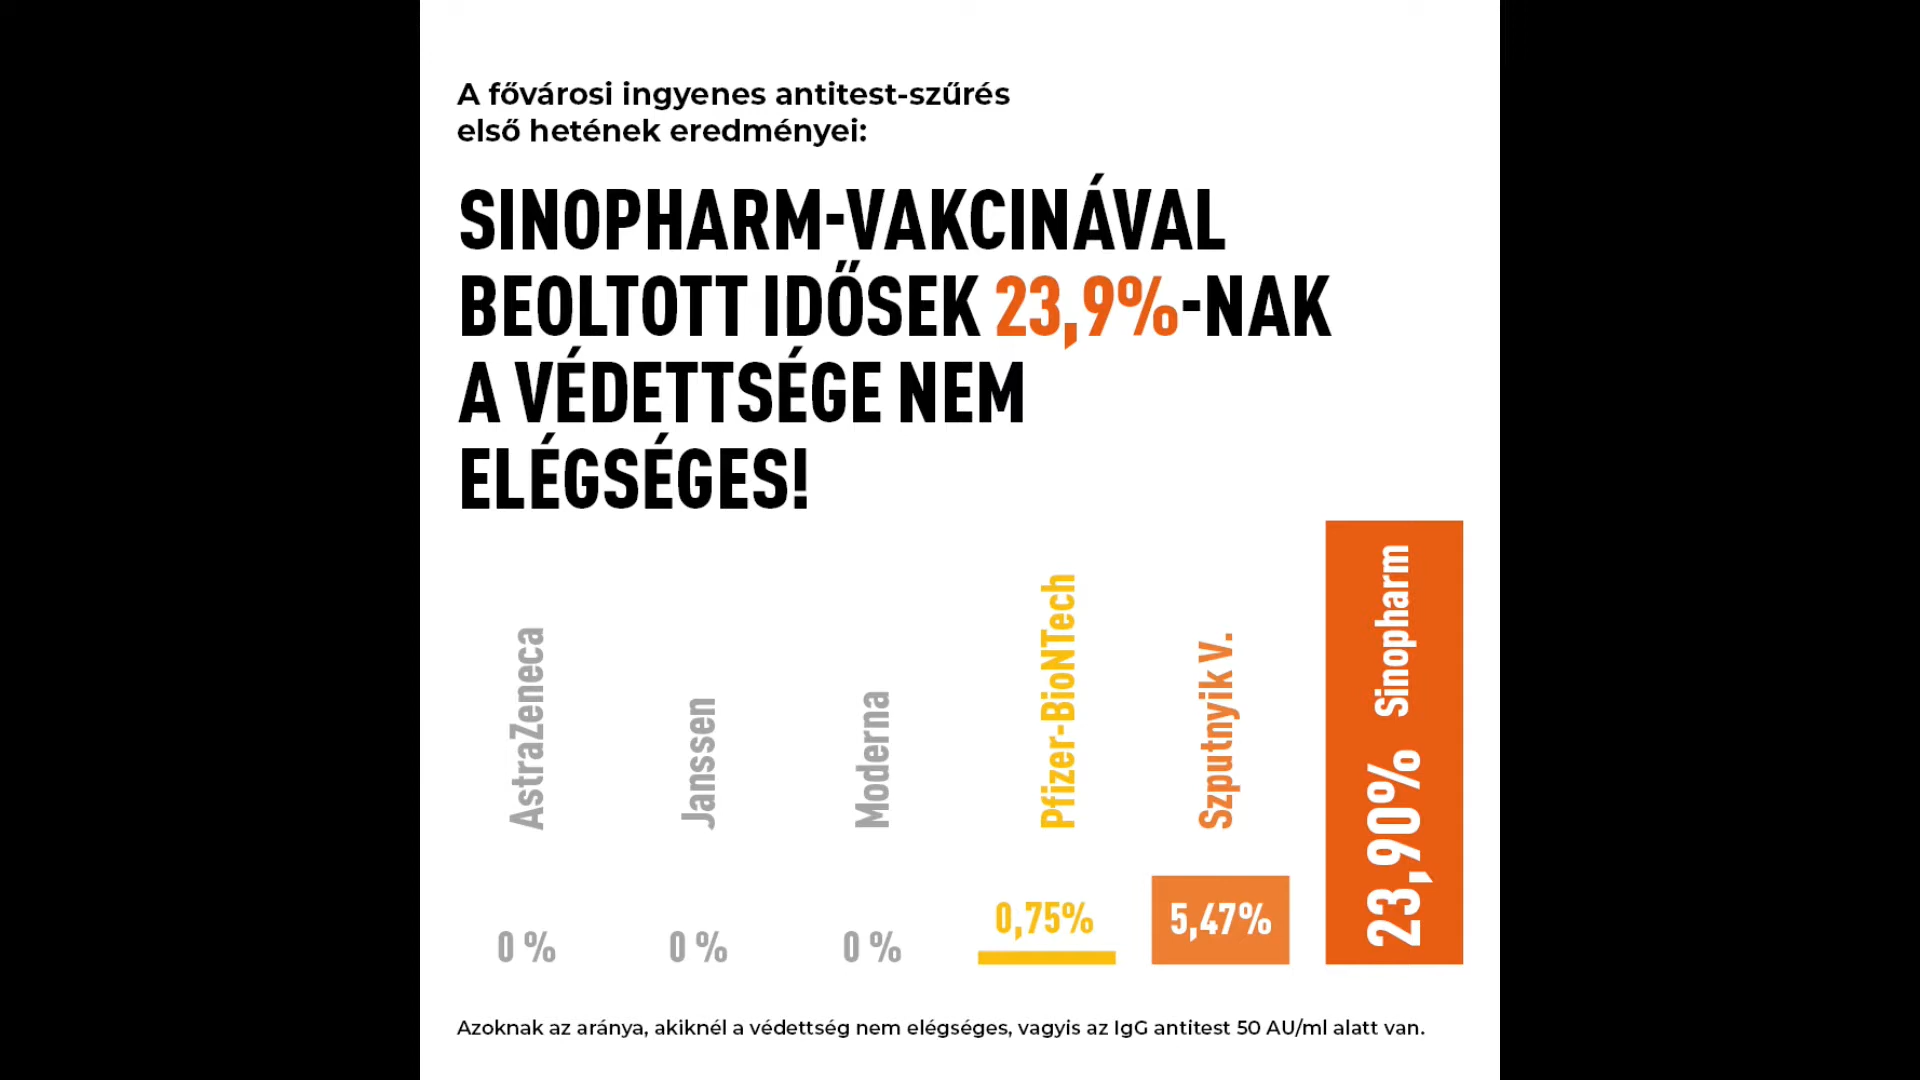 A fővárosi ingyenes antitest-szűrés
első hetének eredményei:
SINOPHARM-VAKCINÁVAL
BEOLTOTT IDŐSEK 23,9%-NAK
A VÉDETTSÉGE NEM
ELÉGSÉGES!
AstraZeneca
Janssen
Moderna
Pfizer-BioNTech
Szputnyik V.
Sinopharm
0 %
0 %
0 %
0,75%
5,47%
23,90%
Azoknak az aránya, akiknél a védettség nem elégséges, vagyis az IgG antitest 50 AU/ml alatt van.